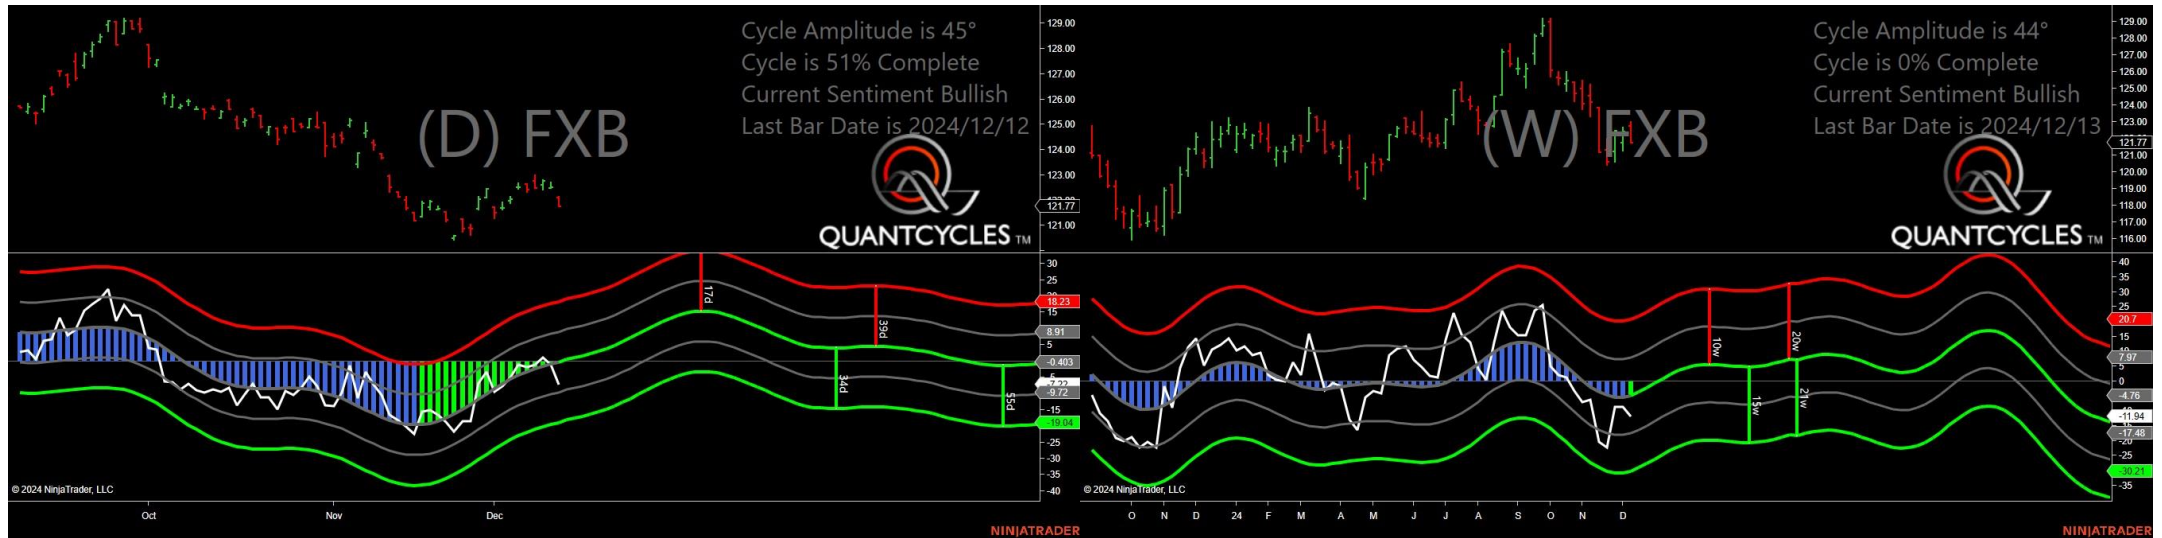 Cycle Amplitude is 45°
Cycle is 51% Complete
Current Sentiment Bullish
Last Bar Date is 2024/12/12
(D) FXB
QUANTCYCLES TM
129.00
128.00
127.00
126.00
125.00
124.00
123.00
121.77
121.00
30
25
18.23
15
8.91
5
-0.403
-7.22
-9.72
-15
-19.04
-25
-30
-35
-40
17d
39d
34d
55d
© 2024 NinjaTrader, LLC
Oct Nov Dec
NINJATRADER
Cycle Amplitude is 44°
Cycle is 0% Complete
Current Sentiment Bullish
Last Bar Date is 2024/12/13
(W) FXB
QUANTCYCLES TM
129.00
128.00
127.00
126.00
125.00
124.00
123.00
121.77
121.00
120.00
119.00
118.00
117.00
116.00
40
35
30
25
20.7
15
7.97
5
0
-4.76
-11.94
-17.48
-20
-25
-30.21
-35
10w
20w
15w
21w
© 2024 NinjaTrader, LLC
O N D 24 F M A M J J A S O N D
NINJATRADER